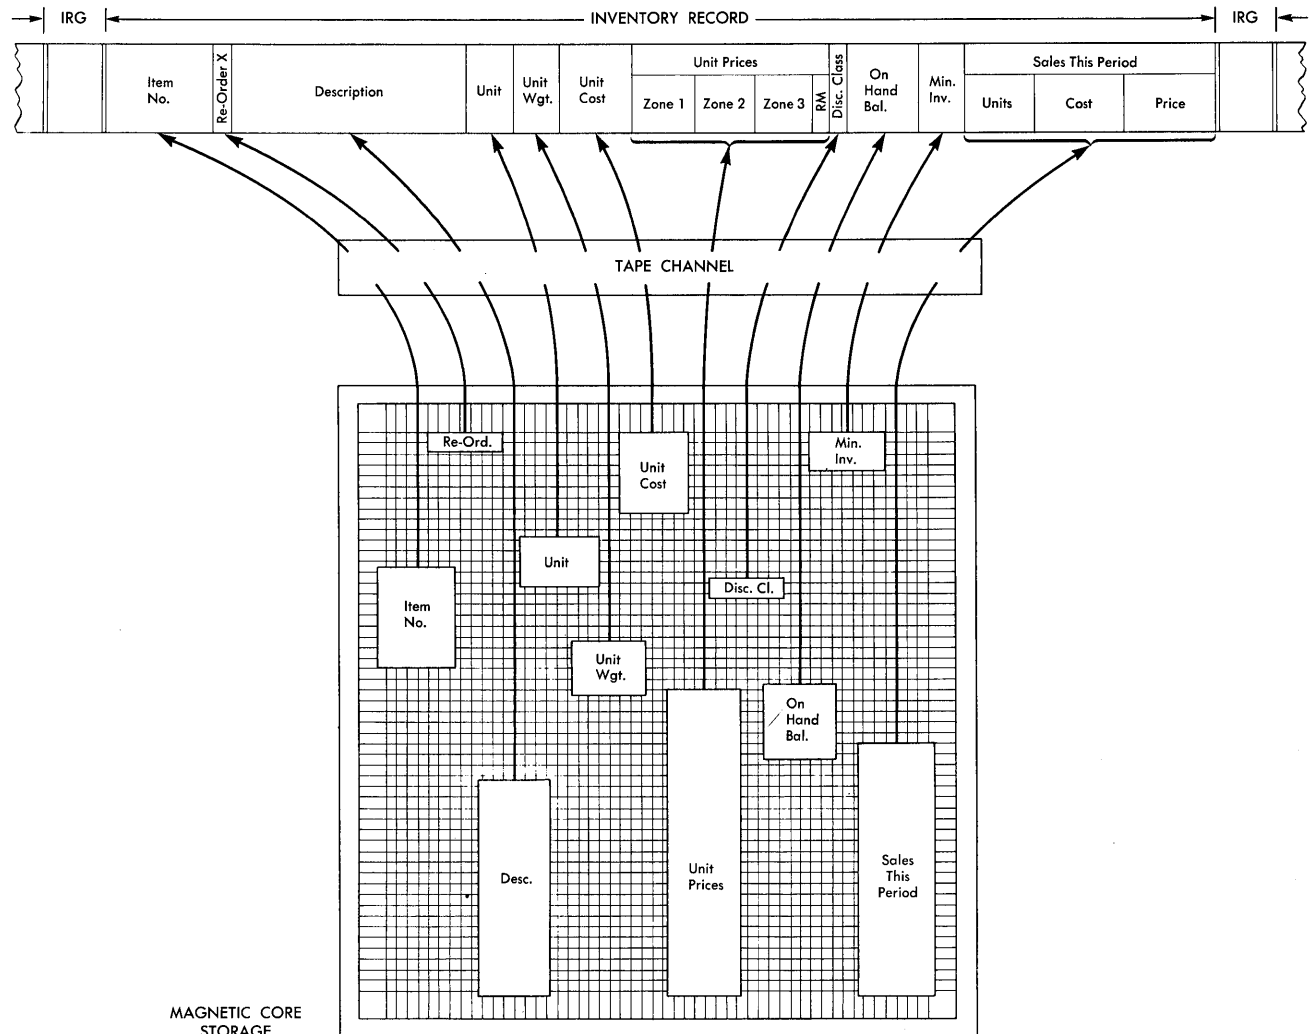 IRG
INVENTORY RECORD
IRG
Item
No.
Re-Order X
Description
Unit
Unit
Wgt.
Unit
Cost
Unit Prices
Zone 1
Zone 2
Zone 3
RM
Disc. Class
On
Hand
Bal.
Min.
Inv.
Sales This Period
Units
Cost
Price
TAPE CHANNEL
Re-Ord.
Unit
Cost
Min.
Inv.
Unit
Disc. Cl.
Item
No.
Unit
Wgt.
On
Hand
Bal.
Desc.
Unit
Prices
Sales
This
Period
MAGNETIC CORE
STORAGE